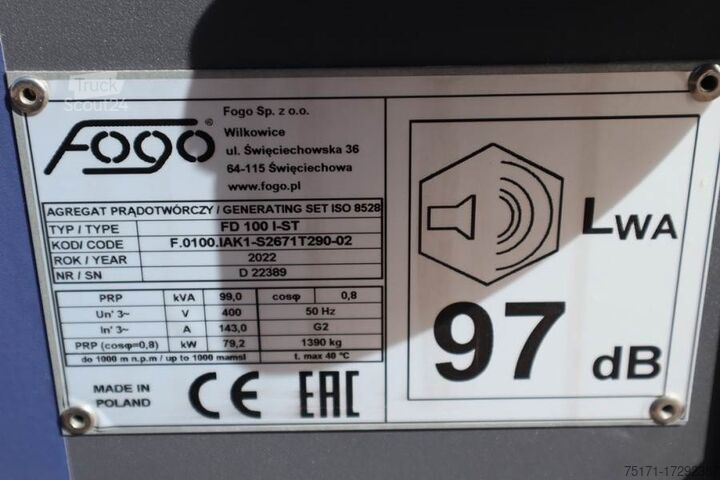 Truck
Scout24
Fogo ®
Fogo Sp. z o.o.
Wilkowice
ul. Święciechowska 36
64-115 Święciechowa
www.fogo.pl
AGREGAT PRĄDOTWÓRCZY / GENERATING SET ISO 8528
TYP / TYPE FD 100 I-ST
KOD/ CODE F.0100.IAK1-S2671T290-02
ROK / YEAR 2022
NR / SN D 22389
PRP kVA 99,0 cosφ 0,8
Un' 3~ V 400 50 Hz
In' 3~ A 143,0 G2
PRP (cosφ=0,8) kW 79,2 1390 kg
do 1000 m n.p.m / up to 1000 mamsl t. max 40 °C
MADE IN
POLAND
CE EAC
LWA
97 dB